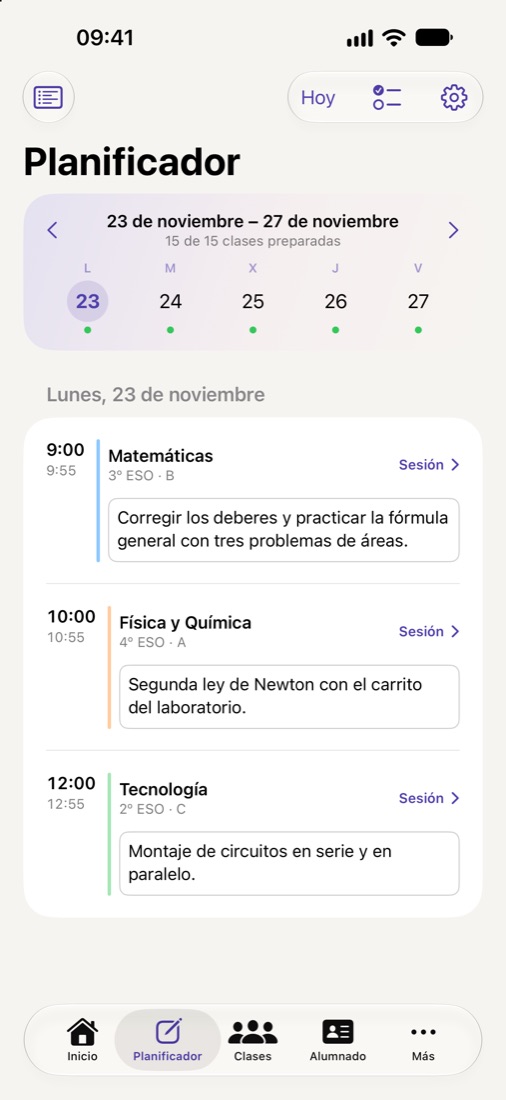 09:41
Hoy
Planificador
23 de noviembre – 27 de noviembre
15 de 15 clases preparadas
L M X J V
23 24 25 26 27
Lunes, 23 de noviembre
9:00
9:55
Matemáticas
3º ESO · B
Sesión
Corregir los deberes y practicar la fórmula
general con tres problemas de áreas.
10:00
10:55
Física y Química
4º ESO · A
Sesión
Segunda ley de Newton con el carrito
del laboratorio.
12:00
12:55
Tecnología
2º ESO · C
Sesión
Montaje de circuitos en serie y en
paralelo.
Inicio Planificador Clases Alumnado Más